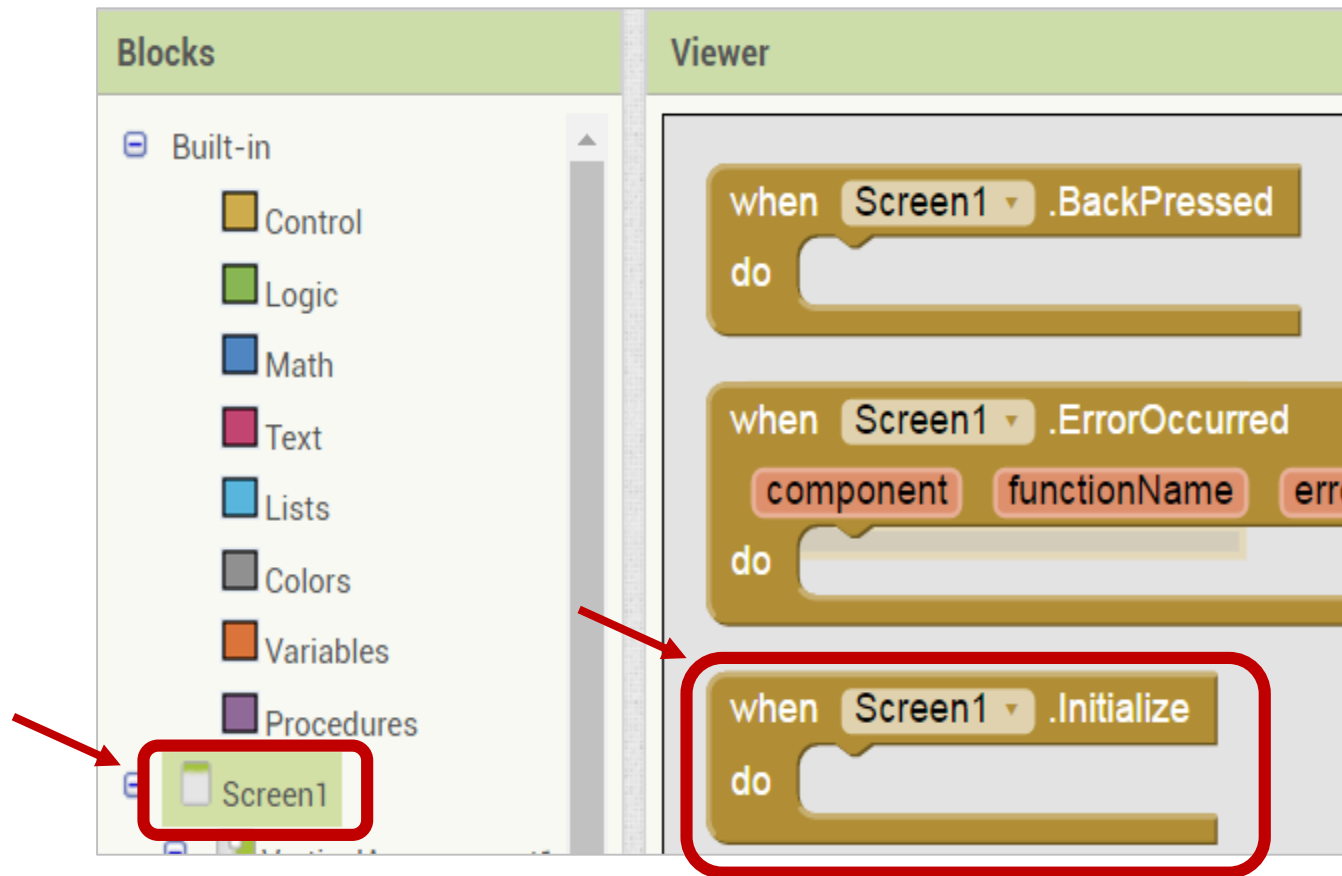 Blocks
Built-in
Control
Logic
Math
Text
Lists
Colors
Variables
Procedures
Screen1
Viewer
when Screen1 .BackPressed
do
when Screen1 .ErrorOccurred
component functionName
do
when Screen1 .Initialize
do